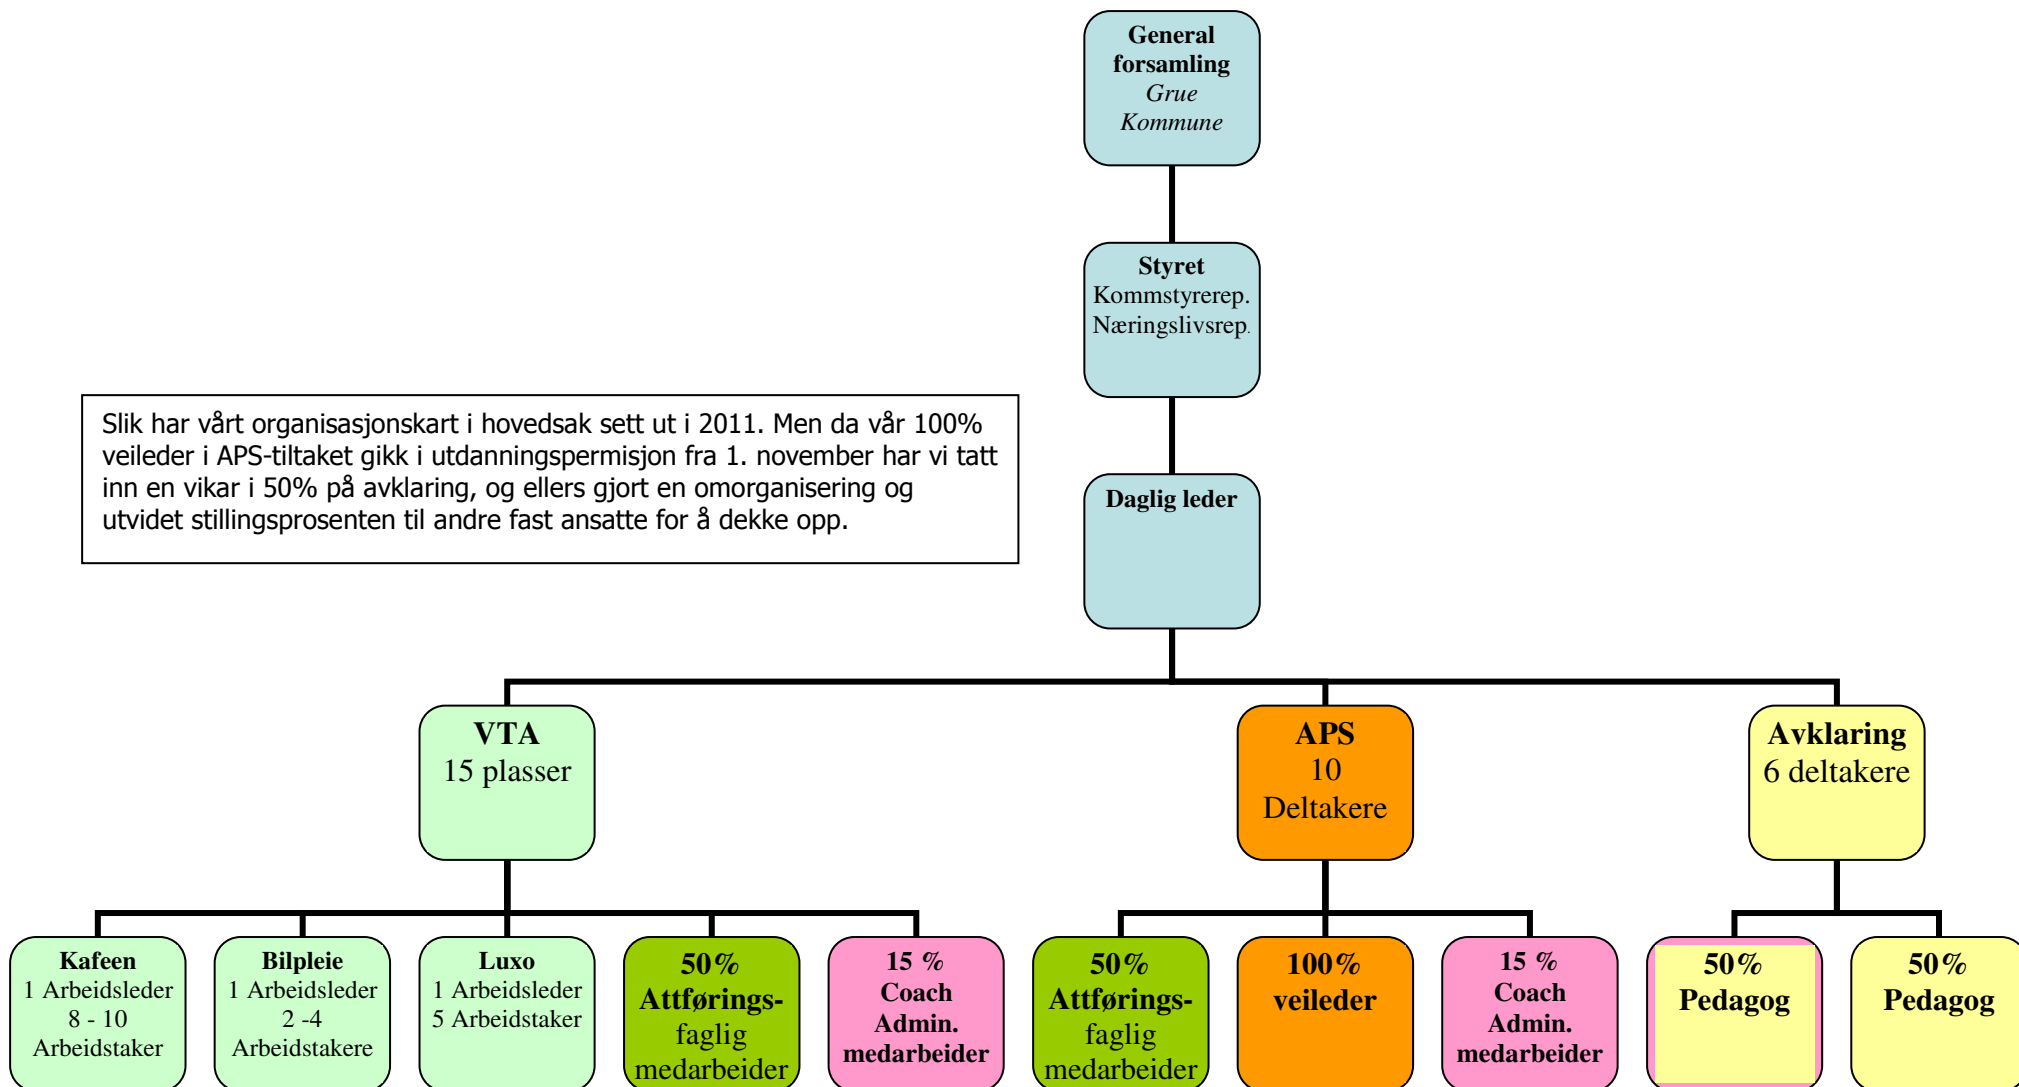 General
forsamling
Grue
Kommune
Styret
Kommstyrerep.
Næringslivsrep.
Slik har vårt organisasjonskart i hovedsak sett ut i 2011. Men da vår 100%
veileder i APS-tiltaket gikk i utdanningspermisjon fra 1. november har vi tatt
inn en vikar i 50% på avklaring, og ellers gjort en omorganisering og
utvidet stillingsprosenten til andre fast ansatte for å dekke opp.
Daglig leder
VTA
15 plasser
APS
10
Deltakere
Avklaring
6 deltakere
Kafeen
1 Arbeidsleder
8 - 10
Arbeidstaker
Bilpleie
1 Arbeidsleder
2 -4
Arbeidstakere
Luxo
1 Arbeidsleder
5 Arbeidstaker
50%
Attførings-
faglig
medarbeider
15 %
Coach
Admin.
medarbeider
50%
Attførings-
faglig
medarbeider
100%
veileder
15 %
Coach
Admin.
medarbeider
50%
Pedagog
50%
Pedagog